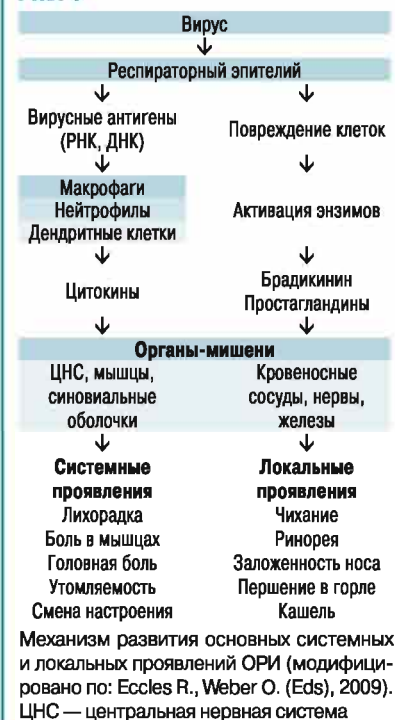 Вирус
↓
Респираторный эпителий
↓ ↓
Вирусные антигены
(РНК, ДНК)
↓
Макрофаги
Нейтрофилы
Дендритные клетки
↓
Цитокины
↓
Повреждение клеток
↓
Активация энзимов
↓
Брадикинин
Простагландины
↓
Органы-мишени
ЦНС, мышцы,
синовиальные
оболочки
↓
Системные
проявления
Лихорадка
Боль в мышцах
Головная боль
Утомляемость
Смена настроения
Кровеносные
сосуды, нервы,
железы
↓
Локальные
проявления
Чихание
Ринорея
Заложенность носа
Першение в горле
Кашель
Механизм развития основных системных
и локальных проявлений ОРИ (модифици-
ровано по: Eccles R., Weber O. (Eds), 2009).
ЦНС — центральная нервная система